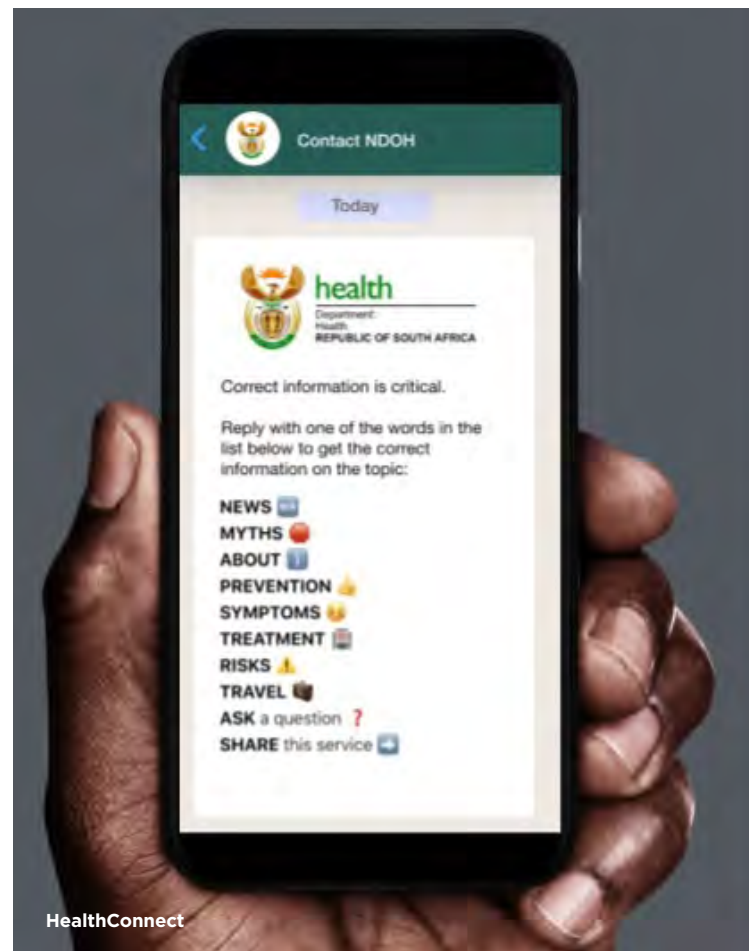 Contact NDOH
Today
health
Department:
Health
REPUBLIC OF SOUTH AFRICA
Correct information is critical.
Reply with one of the words in the
list below to get the correct
information on the topic:
NEWS
MYTHS
ABOUT
PREVENTION
SYMPTOMS
TREATMENT
RISKS
TRAVEL
ASK a question ❓
SHARE this service
HealthConnect